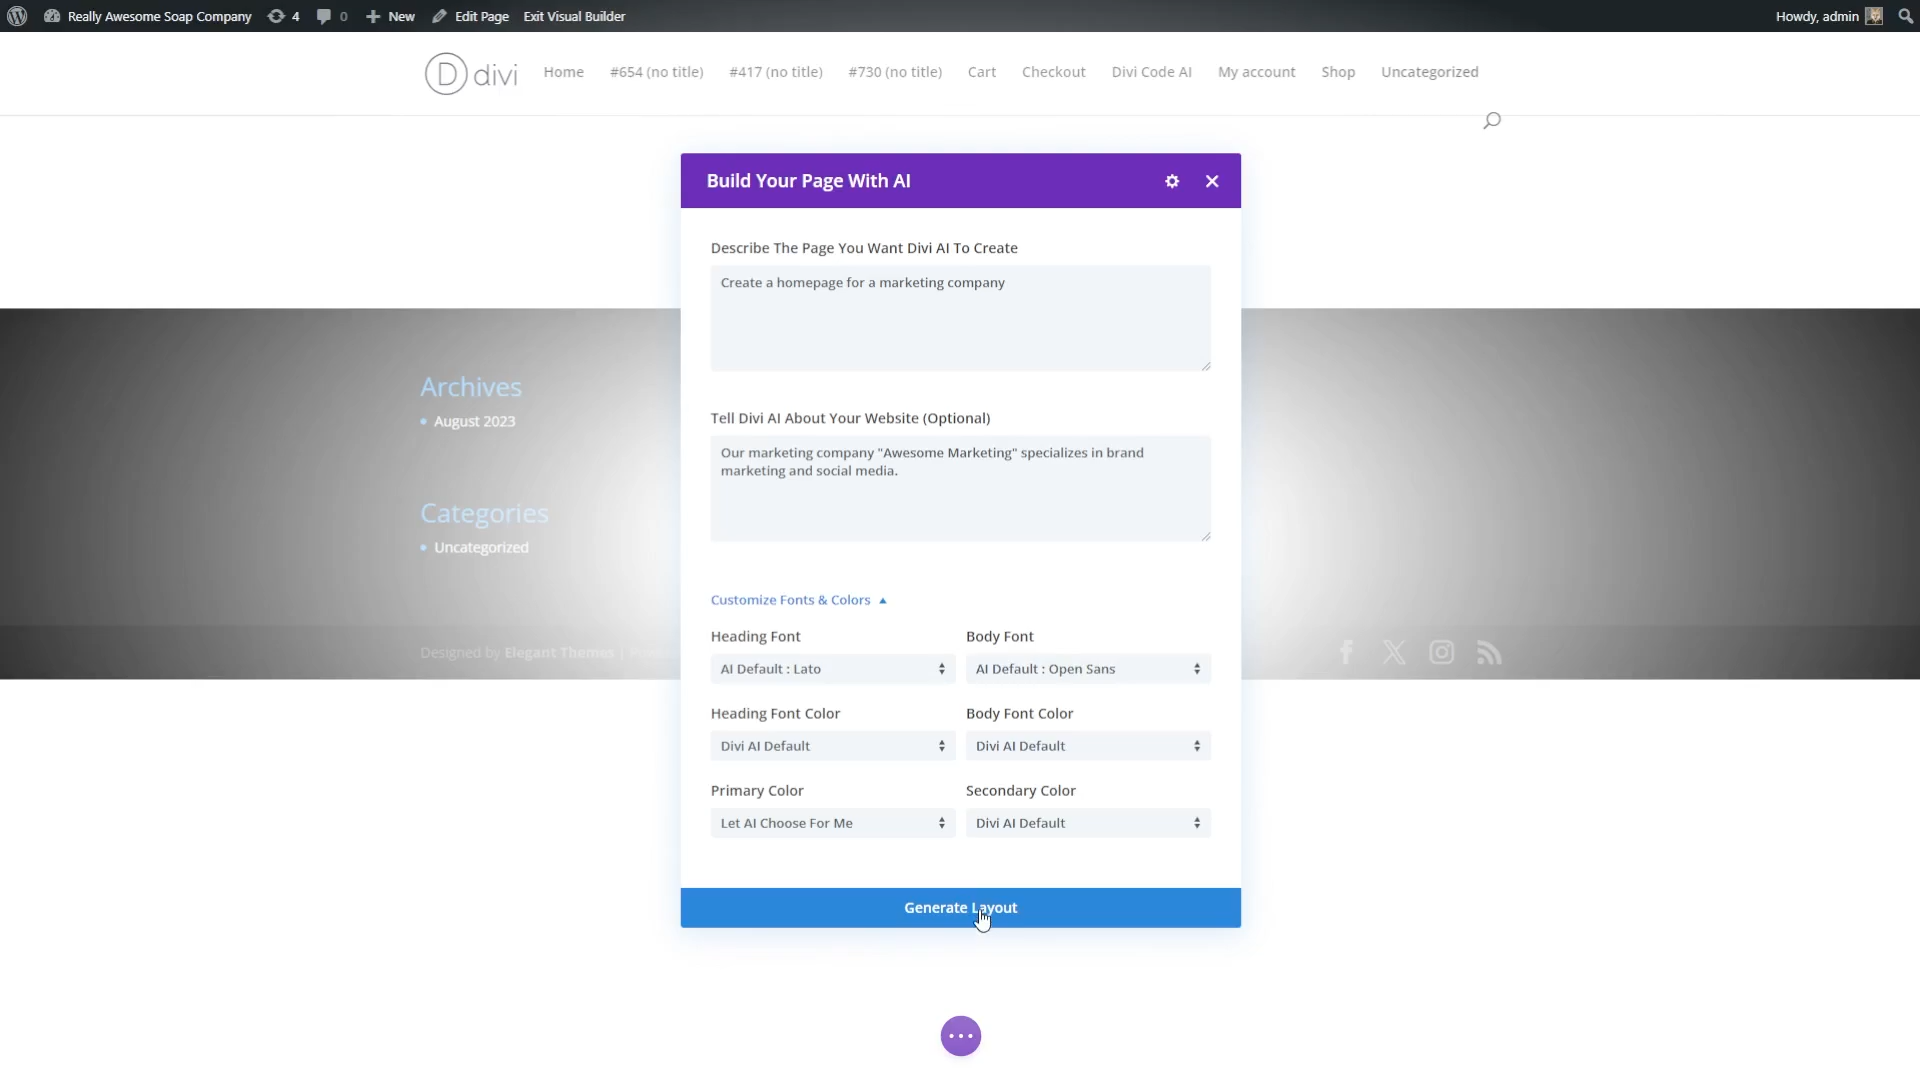 Really Awesome Soap Company 4 0 New Edit Page Exit Visual Builder Howdy, admin
D divi Home #654 (no title) #417 (no title) #730 (no title) Cart Checkout Divi Code AI My account Shop Uncategorized
Build Your Page With AI
Describe The Page You Want Divi AI To Create
Create a homepage for a marketing company
Archives
August 2023
Categories
Uncategorized
Designed by Elegant Themes |
Tell Divi AI About Your Website (Optional)
Our marketing company "Awesome Marketing" specializes in brand
marketing and social media.
Customize Fonts & Colors
Heading Font Body Font
AI Default : Lato AI Default : Open Sans
Heading Font Color Body Font Color
Divi AI Default Divi AI Default
Primary Color Secondary Color
Let AI Choose For Me Divi AI Default
Generate Layout